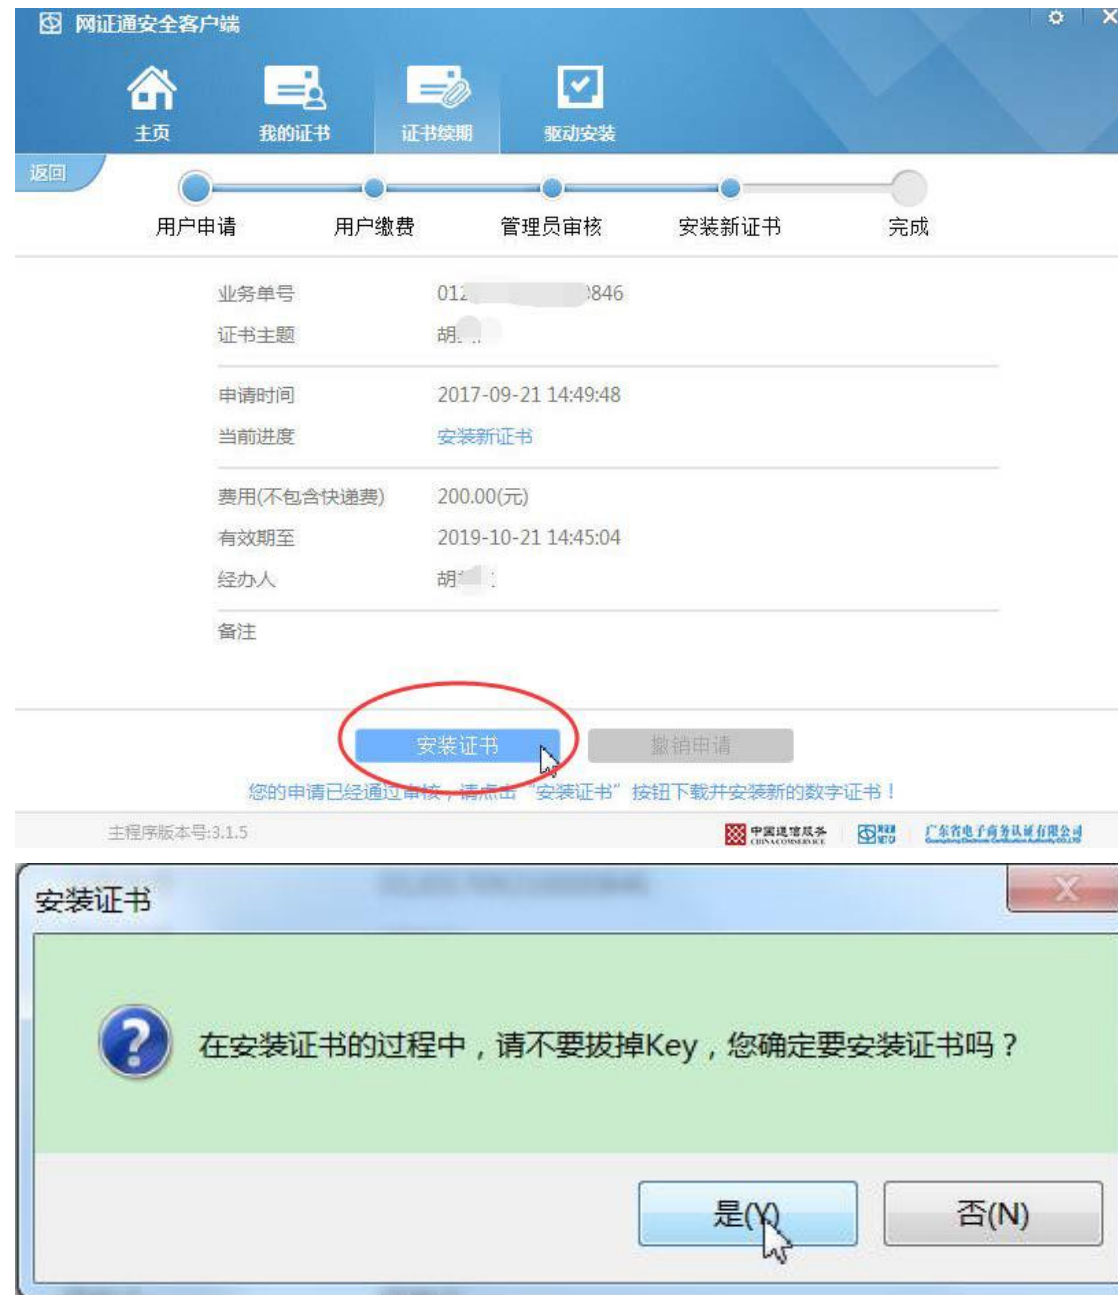 网证通安全客户端
主页 我的证书 证书续期 驱动安装
返回
用户申请 用户缴费 管理员审核 安装新证书 完成
业务单号 012 846
证书主题 胡
申请时间 2017-09-21 14:49:48
当前进度 安装新证书
费用(不包含快递费) 200.00(元)
有效期至 2019-10-21 14:45:04
经办人 胡
备注
安装证书 撤销申请
您的申请已经通过审核,请点击“安装证书”按钮下载并安装新的数字证书!
主程序版本号:3.1.5 中国通信服务 广东省电子商务认证有限公司
CHINA COMSERVICE
安装证书
在安装证书的过程中,请不要拔掉Key,您确定要安装证书吗?
是(Y) 否(N)